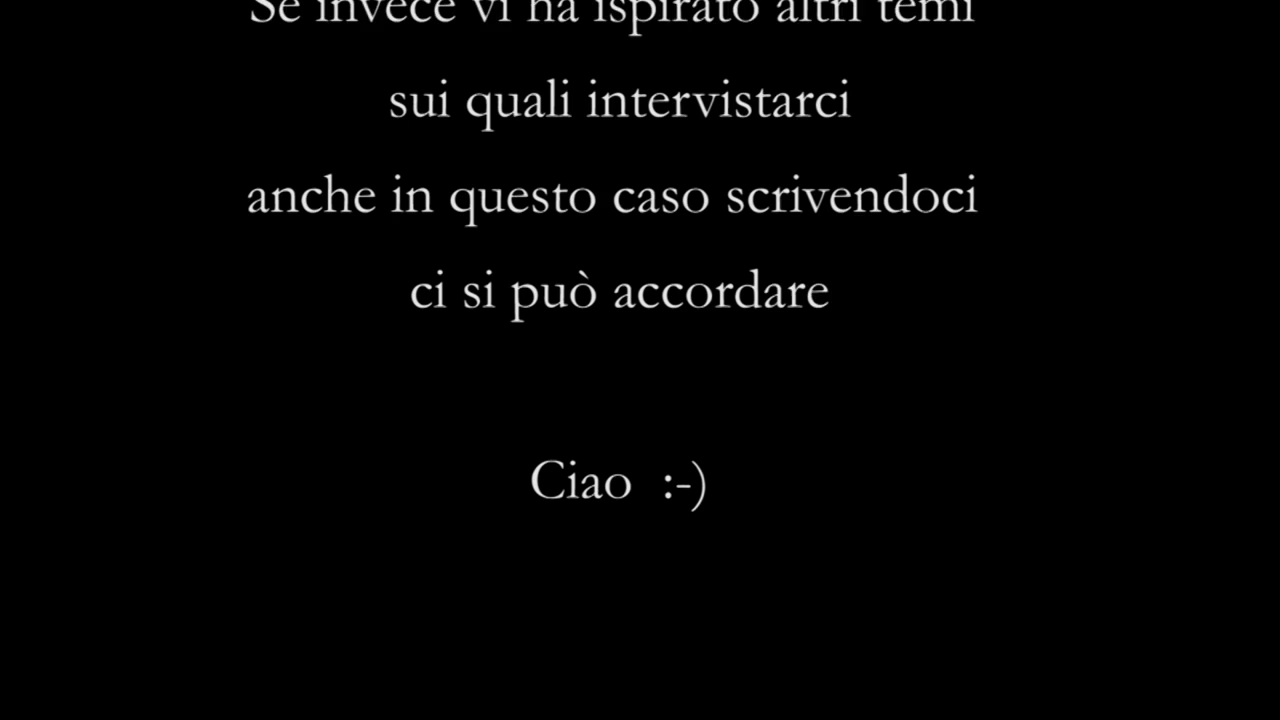 Se invece vi ha ispirato altri temi
sui quali intervistarci
anche in questo caso scrivendoci
ci si può accordare
Ciao :-)